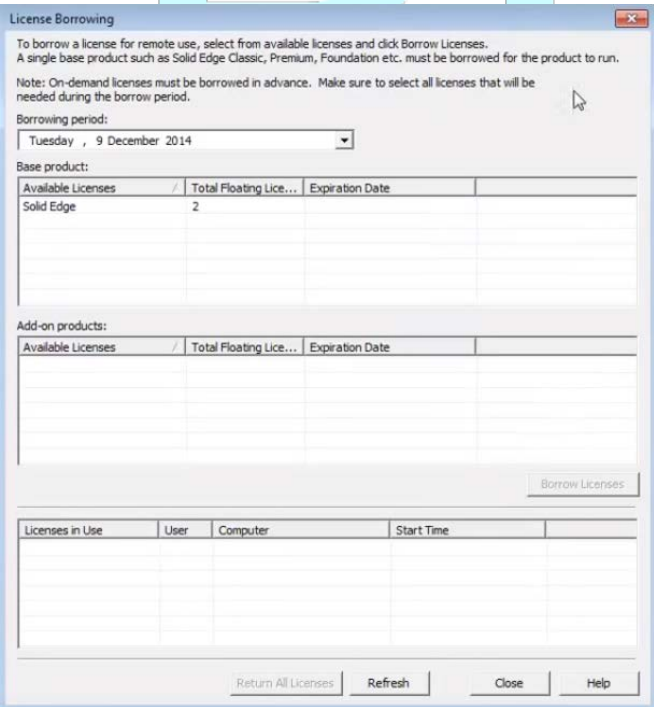 License Borrowing
To borrow a license for remote use, select from available licenses and click Borrow Licenses.
A single base product such as Solid Edge Classic, Premium, Foundation etc. must be borrowed for the product to run.
Note: On-demand licenses must be borrowed in advance. Make sure to select all licenses that will be
needed during the borrow period.
Borrowing period:
Tuesday , 9 December 2014
Base product:
Available Licenses Total Floating Lice... Expiration Date
Solid Edge 2
Add-on products:
Available Licenses Total Floating Lice... Expiration Date
Borrow Licenses
Licenses in Use User Computer Start Time
Return All Licenses Refresh Close Help